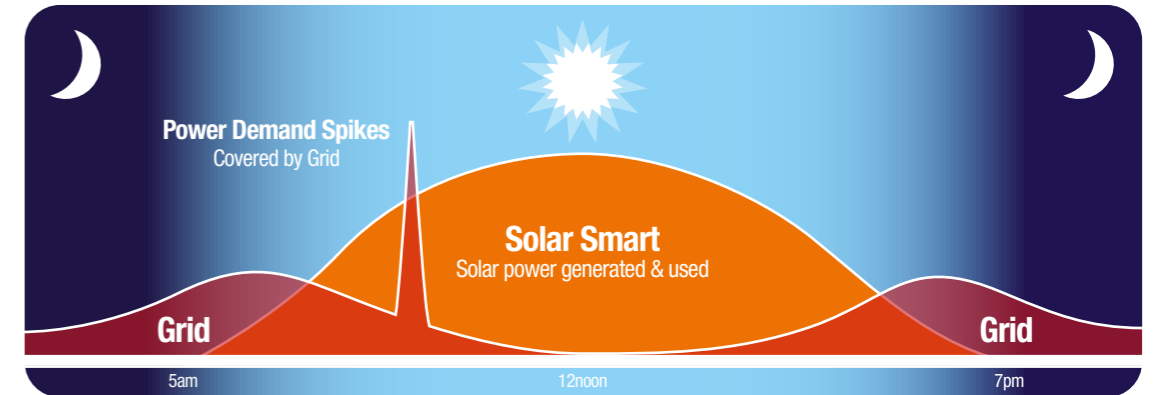 Power Demand Spikes
Covered by Grid
Solar Smart
Solar power generated & used
Grid
Grid
5am
12noon
7pm